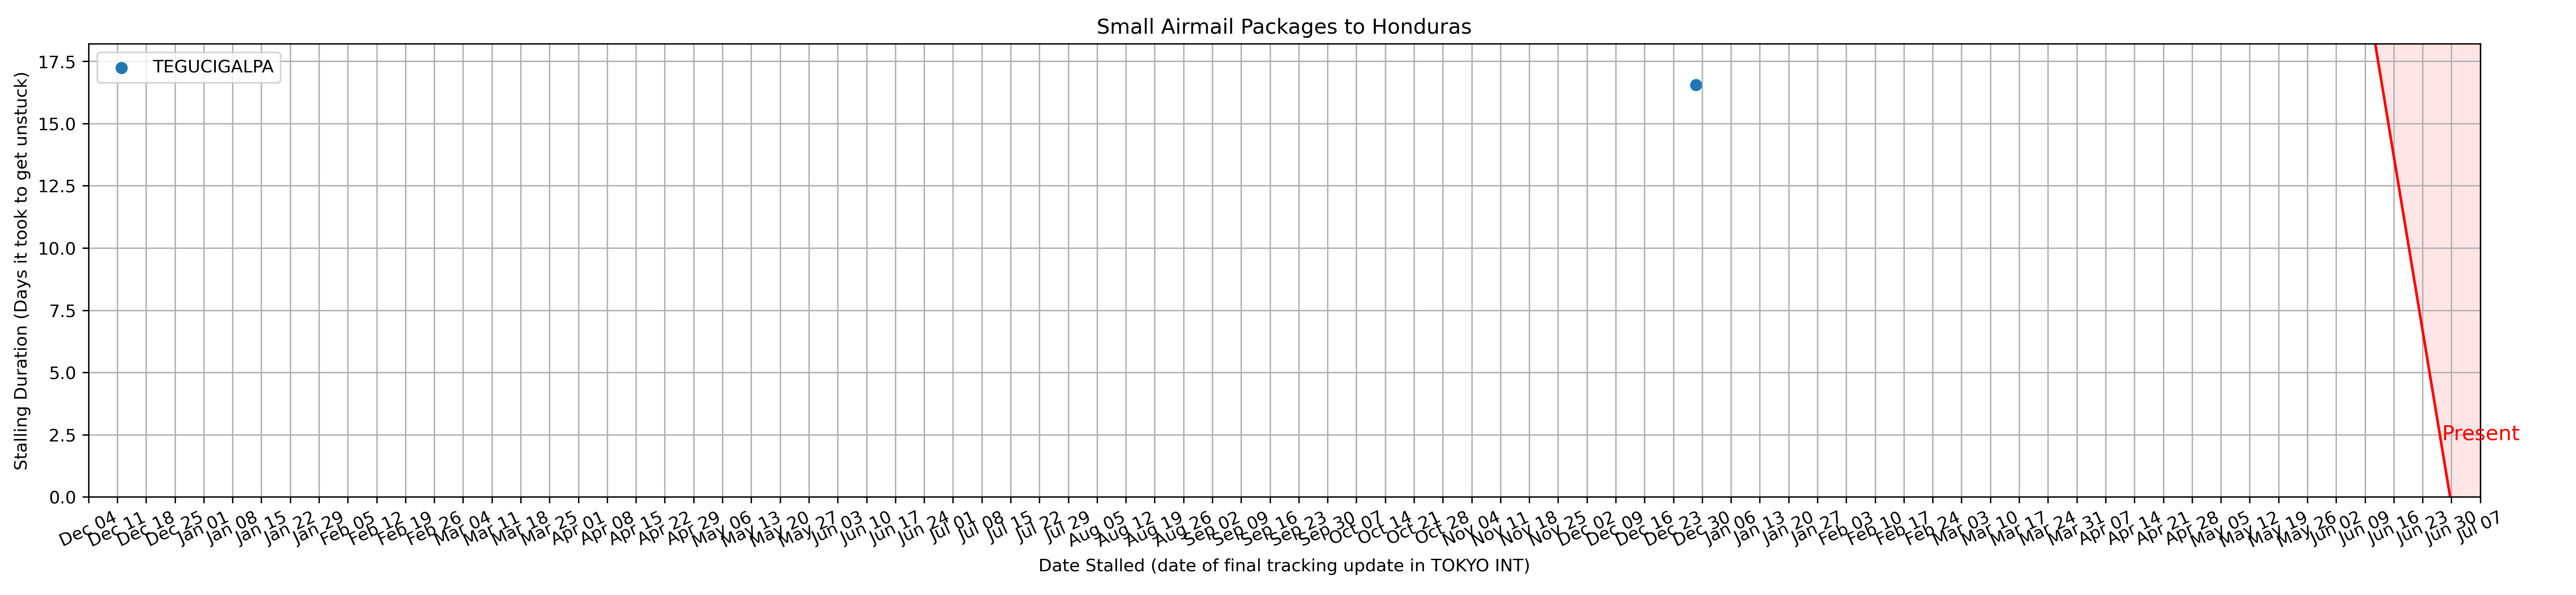 Small Airmail Packages to Honduras
TEGUCIGALPA
Stalling Duration (Days it took to get unstuck)
17.5
15.0
12.5
10.0
7.5
5.0
2.5
0.0
Present
Dec 04
Dec 11
Dec 18
Dec 25
Jan 01
Jan 08
Jan 15
Jan 22
Jan 29
Feb 05
Feb 12
Feb 19
Feb 26
Mar 04
Mar 11
Mar 18
Mar 25
Apr 01
Apr 08
Apr 15
Apr 22
Apr 29
May 06
May 13
May 20
May 27
Jun 03
Jun 10
Jun 17
Jun 24
Jul 01
Jul 08
Jul 15
Jul 22
Jul 29
Aug 05
Aug 12
Aug 19
Aug 26
Sep 02
Sep 09
Sep 16
Sep 23
Sep 30
Oct 07
Oct 14
Oct 21
Oct 28
Nov 04
Nov 11
Nov 18
Nov 25
Dec 02
Dec 09
Dec 16
Dec 23
Dec 30
Jan 06
Jan 13
Jan 20
Jan 27
Feb 03
Feb 10
Feb 17
Feb 24
Mar 03
Mar 10
Mar 17
Mar 24
Mar 31
Apr 07
Apr 14
Apr 21
Apr 28
May 05
May 12
May 19
May 26
Jun 02
Jun 09
Jun 16
Jun 23
Jun 30
Jul 07
Date Stalled (date of final tracking update in TOKYO INT)